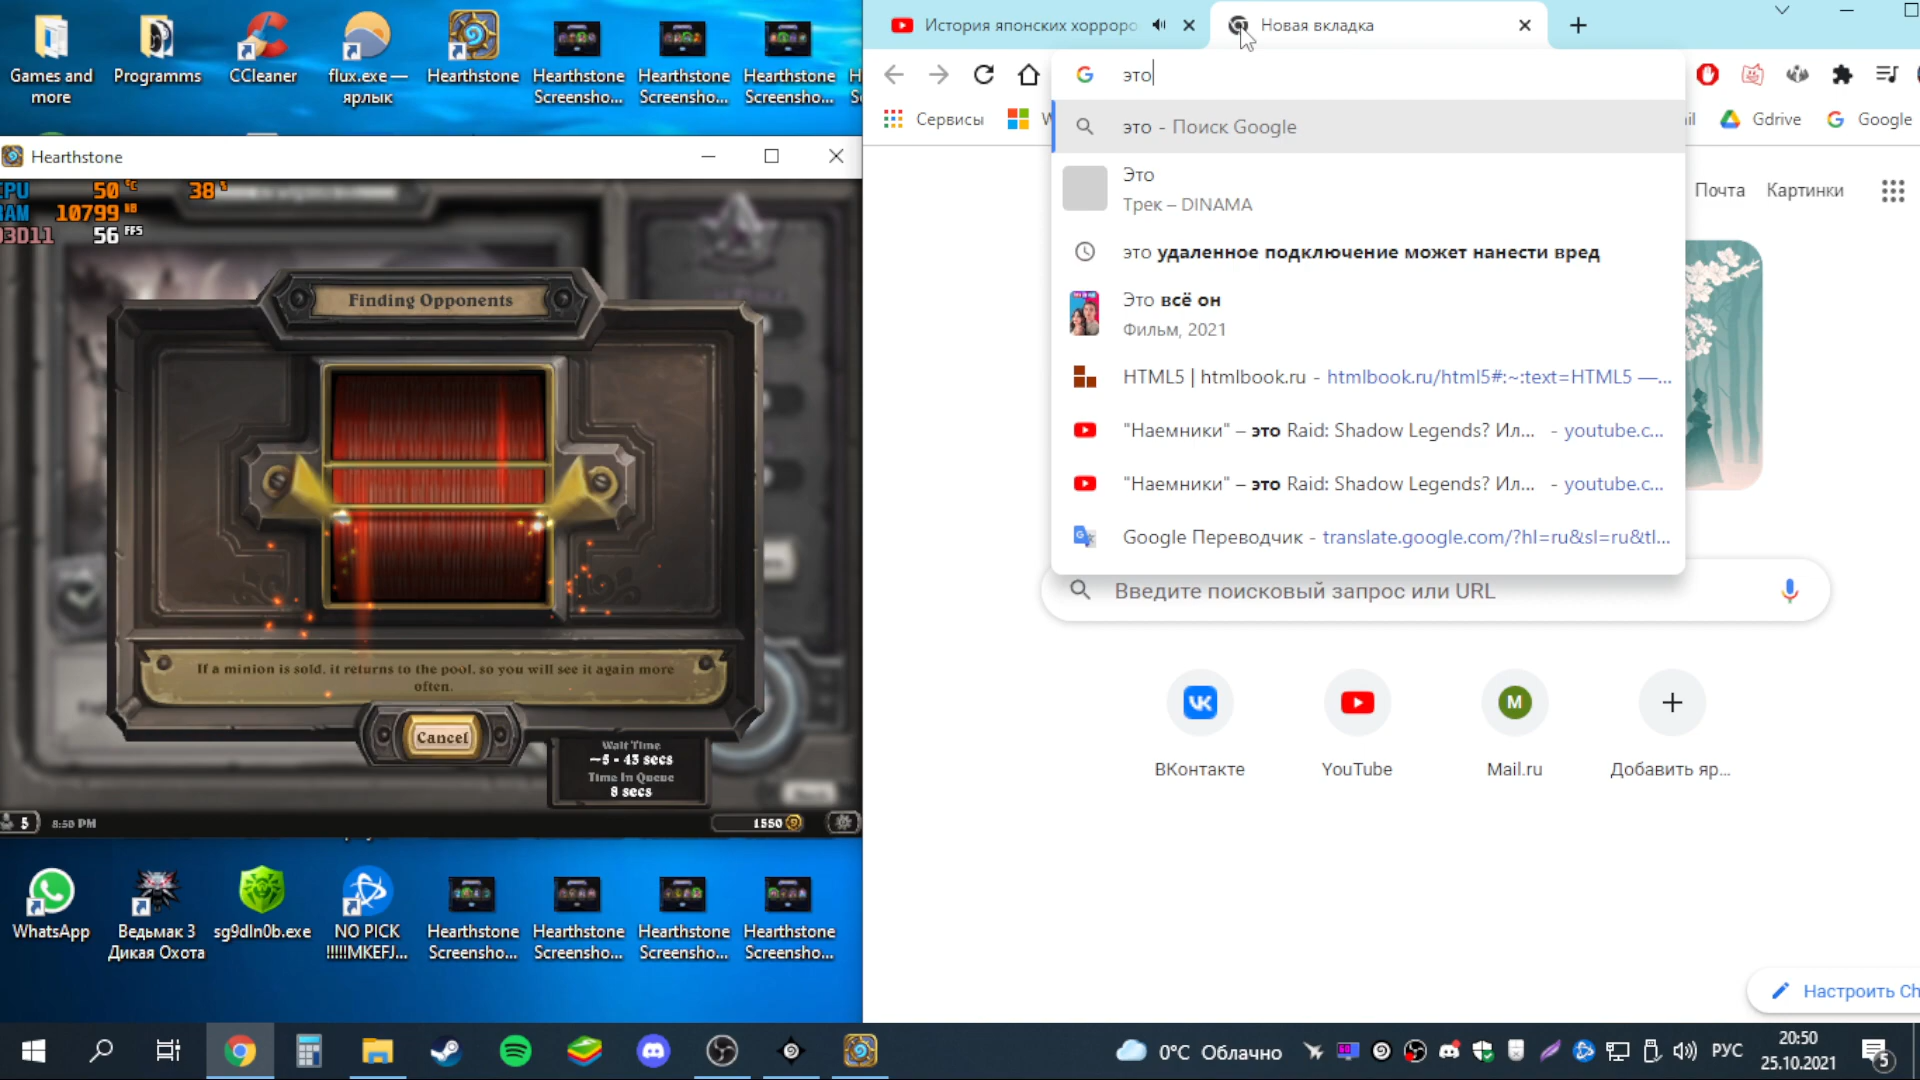 Games and more
Programms
CCleaner
flux.exe — ярлык
Hearthstone
Hearthstone Screensho...
Hearthstone Screensho...
Hearthstone Screensho...
Hearthstone
CPU 50 °C 38 %
RAM 10799 MB
D3D11 56 FPS
Finding Opponents
If a minion is sold, it returns to the pool, so you will see it again more
often.
Cancel
Wait Time
~5 - 43 secs
Time In Queue
8 secs
5
8:50 PM
1550
WhatsApp
Ведьмак 3 Дикая Охота
sg9dln0b.exe
NO PICK !!!!!MKEFJ...
Hearthstone Screensho...
Hearthstone Screensho...
Hearthstone Screensho...
Hearthstone Screensho...
История японских хорроро
Новая вкладка
это
Сервисы
Gdrive
Google
это - Поиск Google
Это
Трек – DINAMA
это удаленное подключение может нанести вред
Это всё он
Фильм, 2021
HTML5 | htmlbook.ru - htmlbook.ru/html5#:~:text=HTML5 —...
"Наемники" – это Raid: Shadow Legends? Ил... - youtube.c...
"Наемники" – это Raid: Shadow Legends? Ил... - youtube.c...
Google Переводчик - translate.google.com/?hl=ru&sl=ru&tl...
Почта
Картинки
Введите поисковый запрос или URL
ВКонтакте
YouTube
M
Mail.ru
Добавить яр...
Настроить Ch
0°C Облачно
РУС
20:50
25.10.2021
5